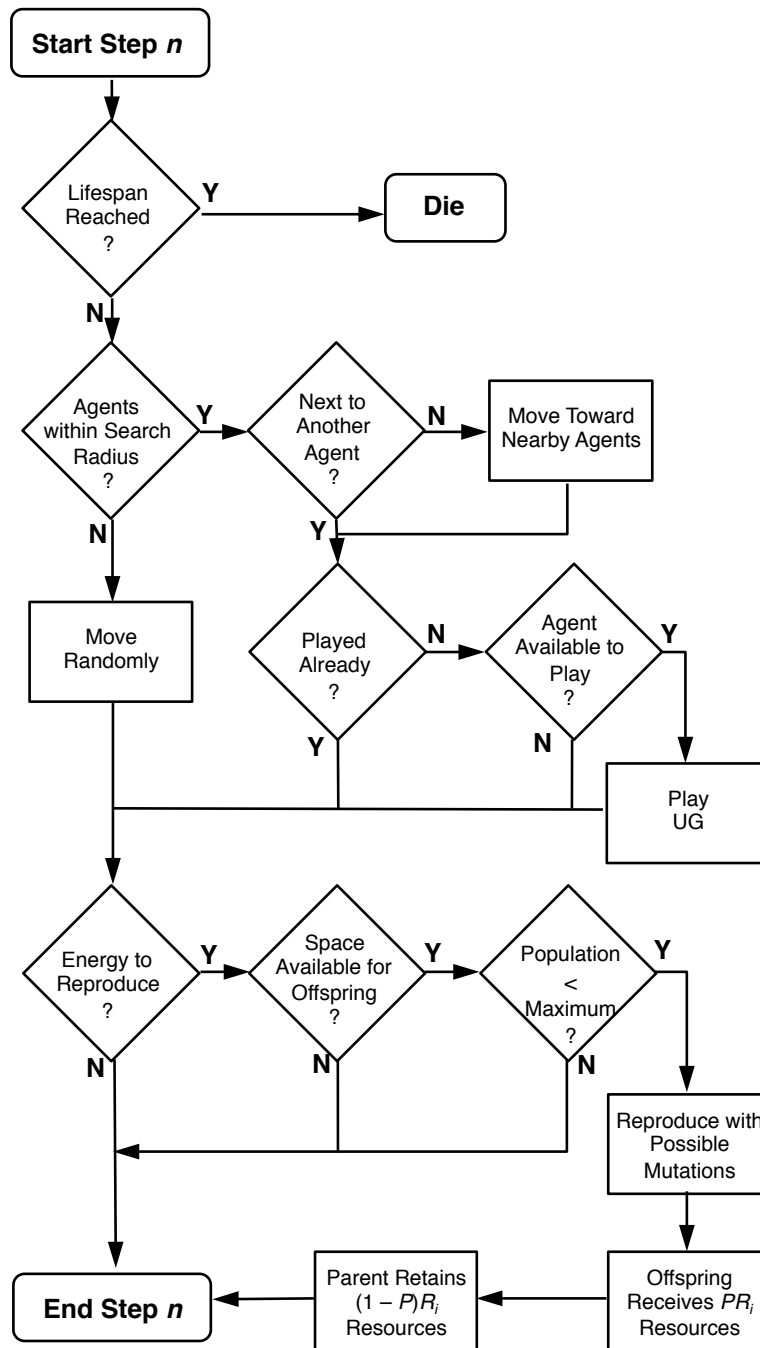 Start Step n
Lifespan
Reached
?
Y
Die
N
Agents
within Search
Radius
?
Y
Next to
Another
Agent
?
N
Move Toward
Nearby Agents
N
Y
Move
Randomly
Played
Already
?
N
Agent
Available to
Play
?
Y
Y
N
Play
UG
Energy to
Reproduce
?
Y
Space
Available for
Offspring
?
Y
Population
<
Maximum
?
Y
N
N
N
Reproduce with
Possible
Mutations
End Step n
Parent Retains
(1 – P)Ri
Resources
Offspring
Receives PRi
Resources